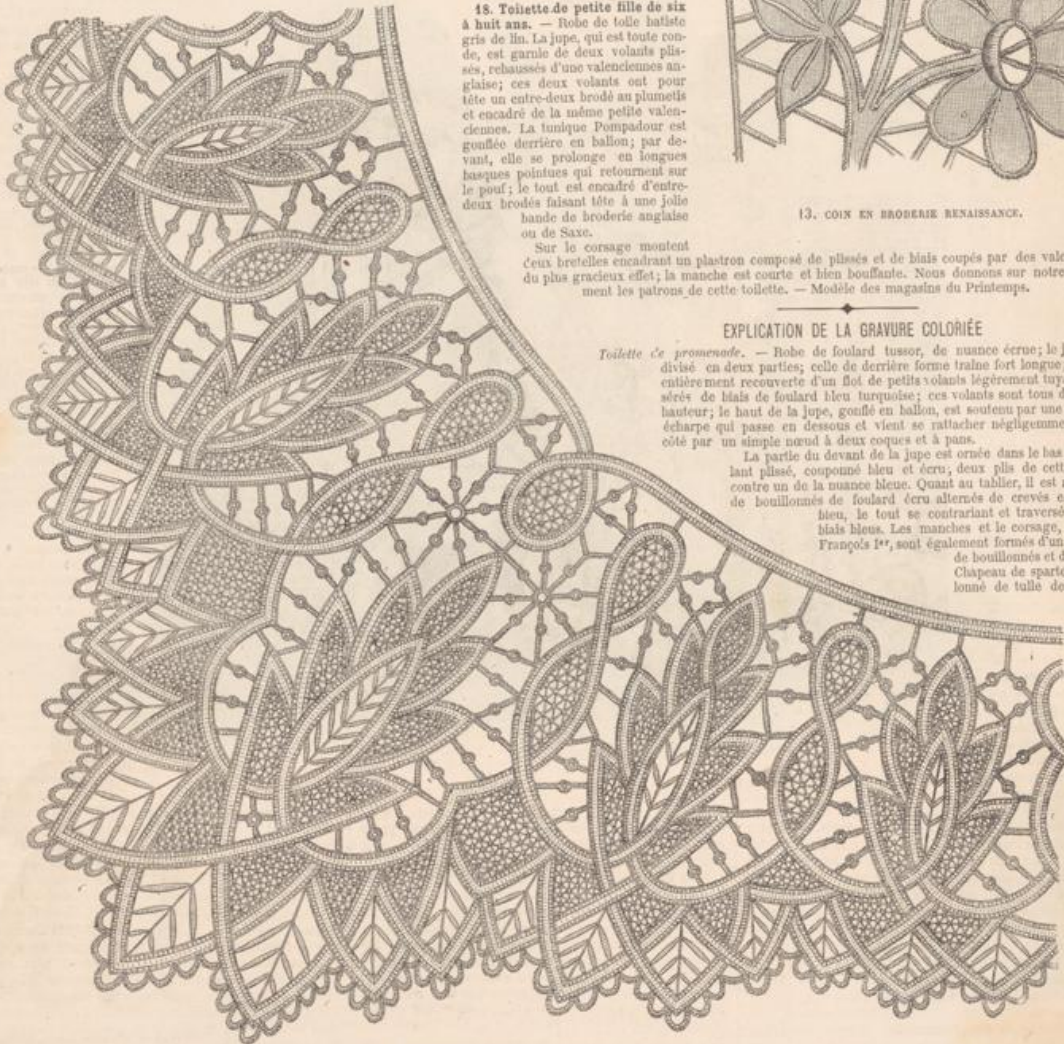 18. Toilette de petite fille de six
à huit ans. — Robe de toile batiste
gris de lin. La jupe, qui est toute ron-
de, est garnie de deux volants plis-
sés, rehaussés d'une valenciennes an-
glaise; ces deux volants ont pour
tête un entre-deux brodé au plumetis
et encadré de la même petite valen-
ciennes. La tunique Pompadour est
gonflée derrière en ballon; par de-
vant, elle se prolonge en longues
basques pointues qui retournent sur
le pouf; le tout est encadré d'entre-
deux brodés faisant tête à une jolie
bande de broderie anglaise
ou de Saxe.
Sur le corsage montent
deux bretelles encadrant un plastron composé de plissés et de biais coupés par des
du plus gracieux effet; la manche est courte et bien bouffante. Nous donnons sur notre
ment les patrons de cette toilette. — Modèle des magasins du Printemps.
13. COIN EN BRODERIE RENAISSANCE.
EXPLICATION DE LA GRAVURE COLORIÉE
Toilette de promenade. — Robe de foulard tussor, de nuance écrue; le
divisé en deux parties; celle de derrière forme traîne fort longue
entièrement recouverte d'un flot de petits volants légèrement
sérés de biais de foulard bleu turquoise; ces volants sont tous
hauteur; le haut de la jupe, gonflé en ballon, est soutenu par une
écharpe qui passe en dessous et vient se rattacher négligemme
côté par un simple nœud à deux coques et à pans.
La partie du devant de la jupe est ornée dans le bas
lant plissé, couponné bleu et écru; deux plis de
contre un de la nuance bleue. Quant au tablier, il est
de bouillonnés de foulard écru alternés de crevés
bleu, le tout se contrariant et traversé
biais bleus. Les manches et le corsage,
François Ier, sont également formés d'un
de bouillonnés et
Chapeau de
lonné de tulle de